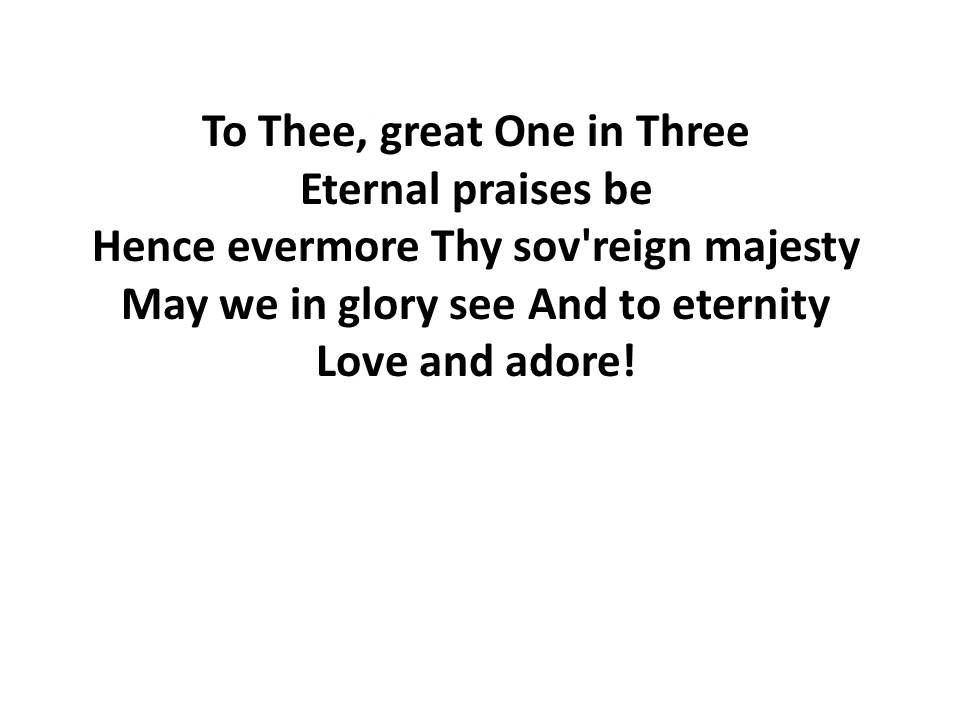 To Thee, great One in Three
Eternal praises be
Hence evermore Thy sov'reign majesty
May we in glory see And to eternity
Love and adore!